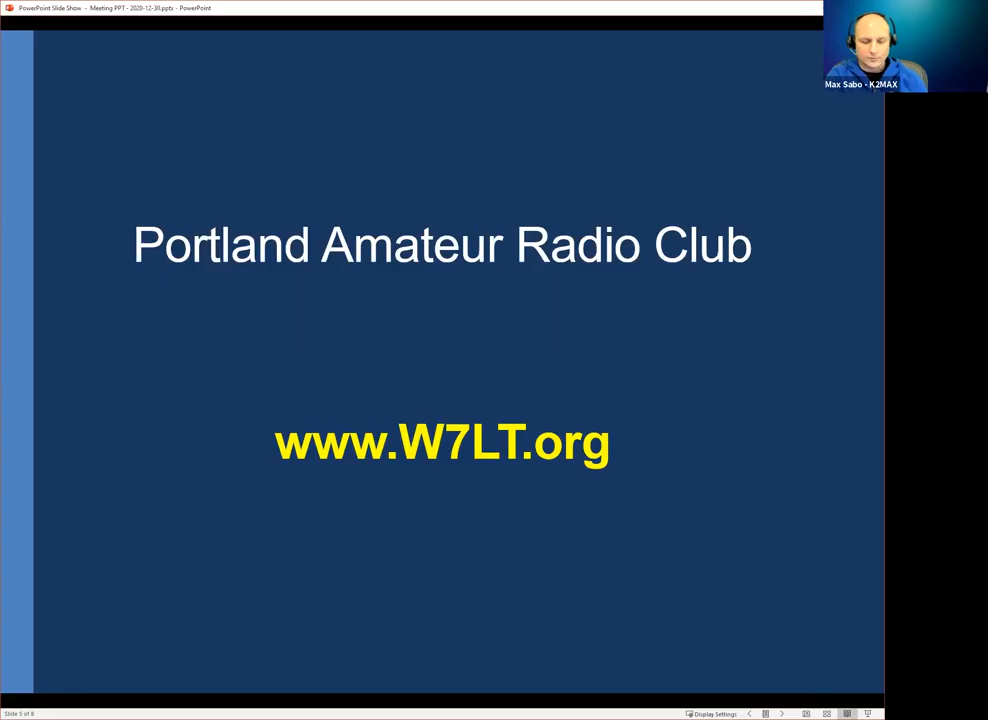 PowerPoint Slide Show - Meeting PPT - 2020-12-30.pptx - PowerPoint
Max Sabo - K2MAX
Portland Amateur Radio Club
www.W7LT.org
Slide 5 of 8
Display Settings